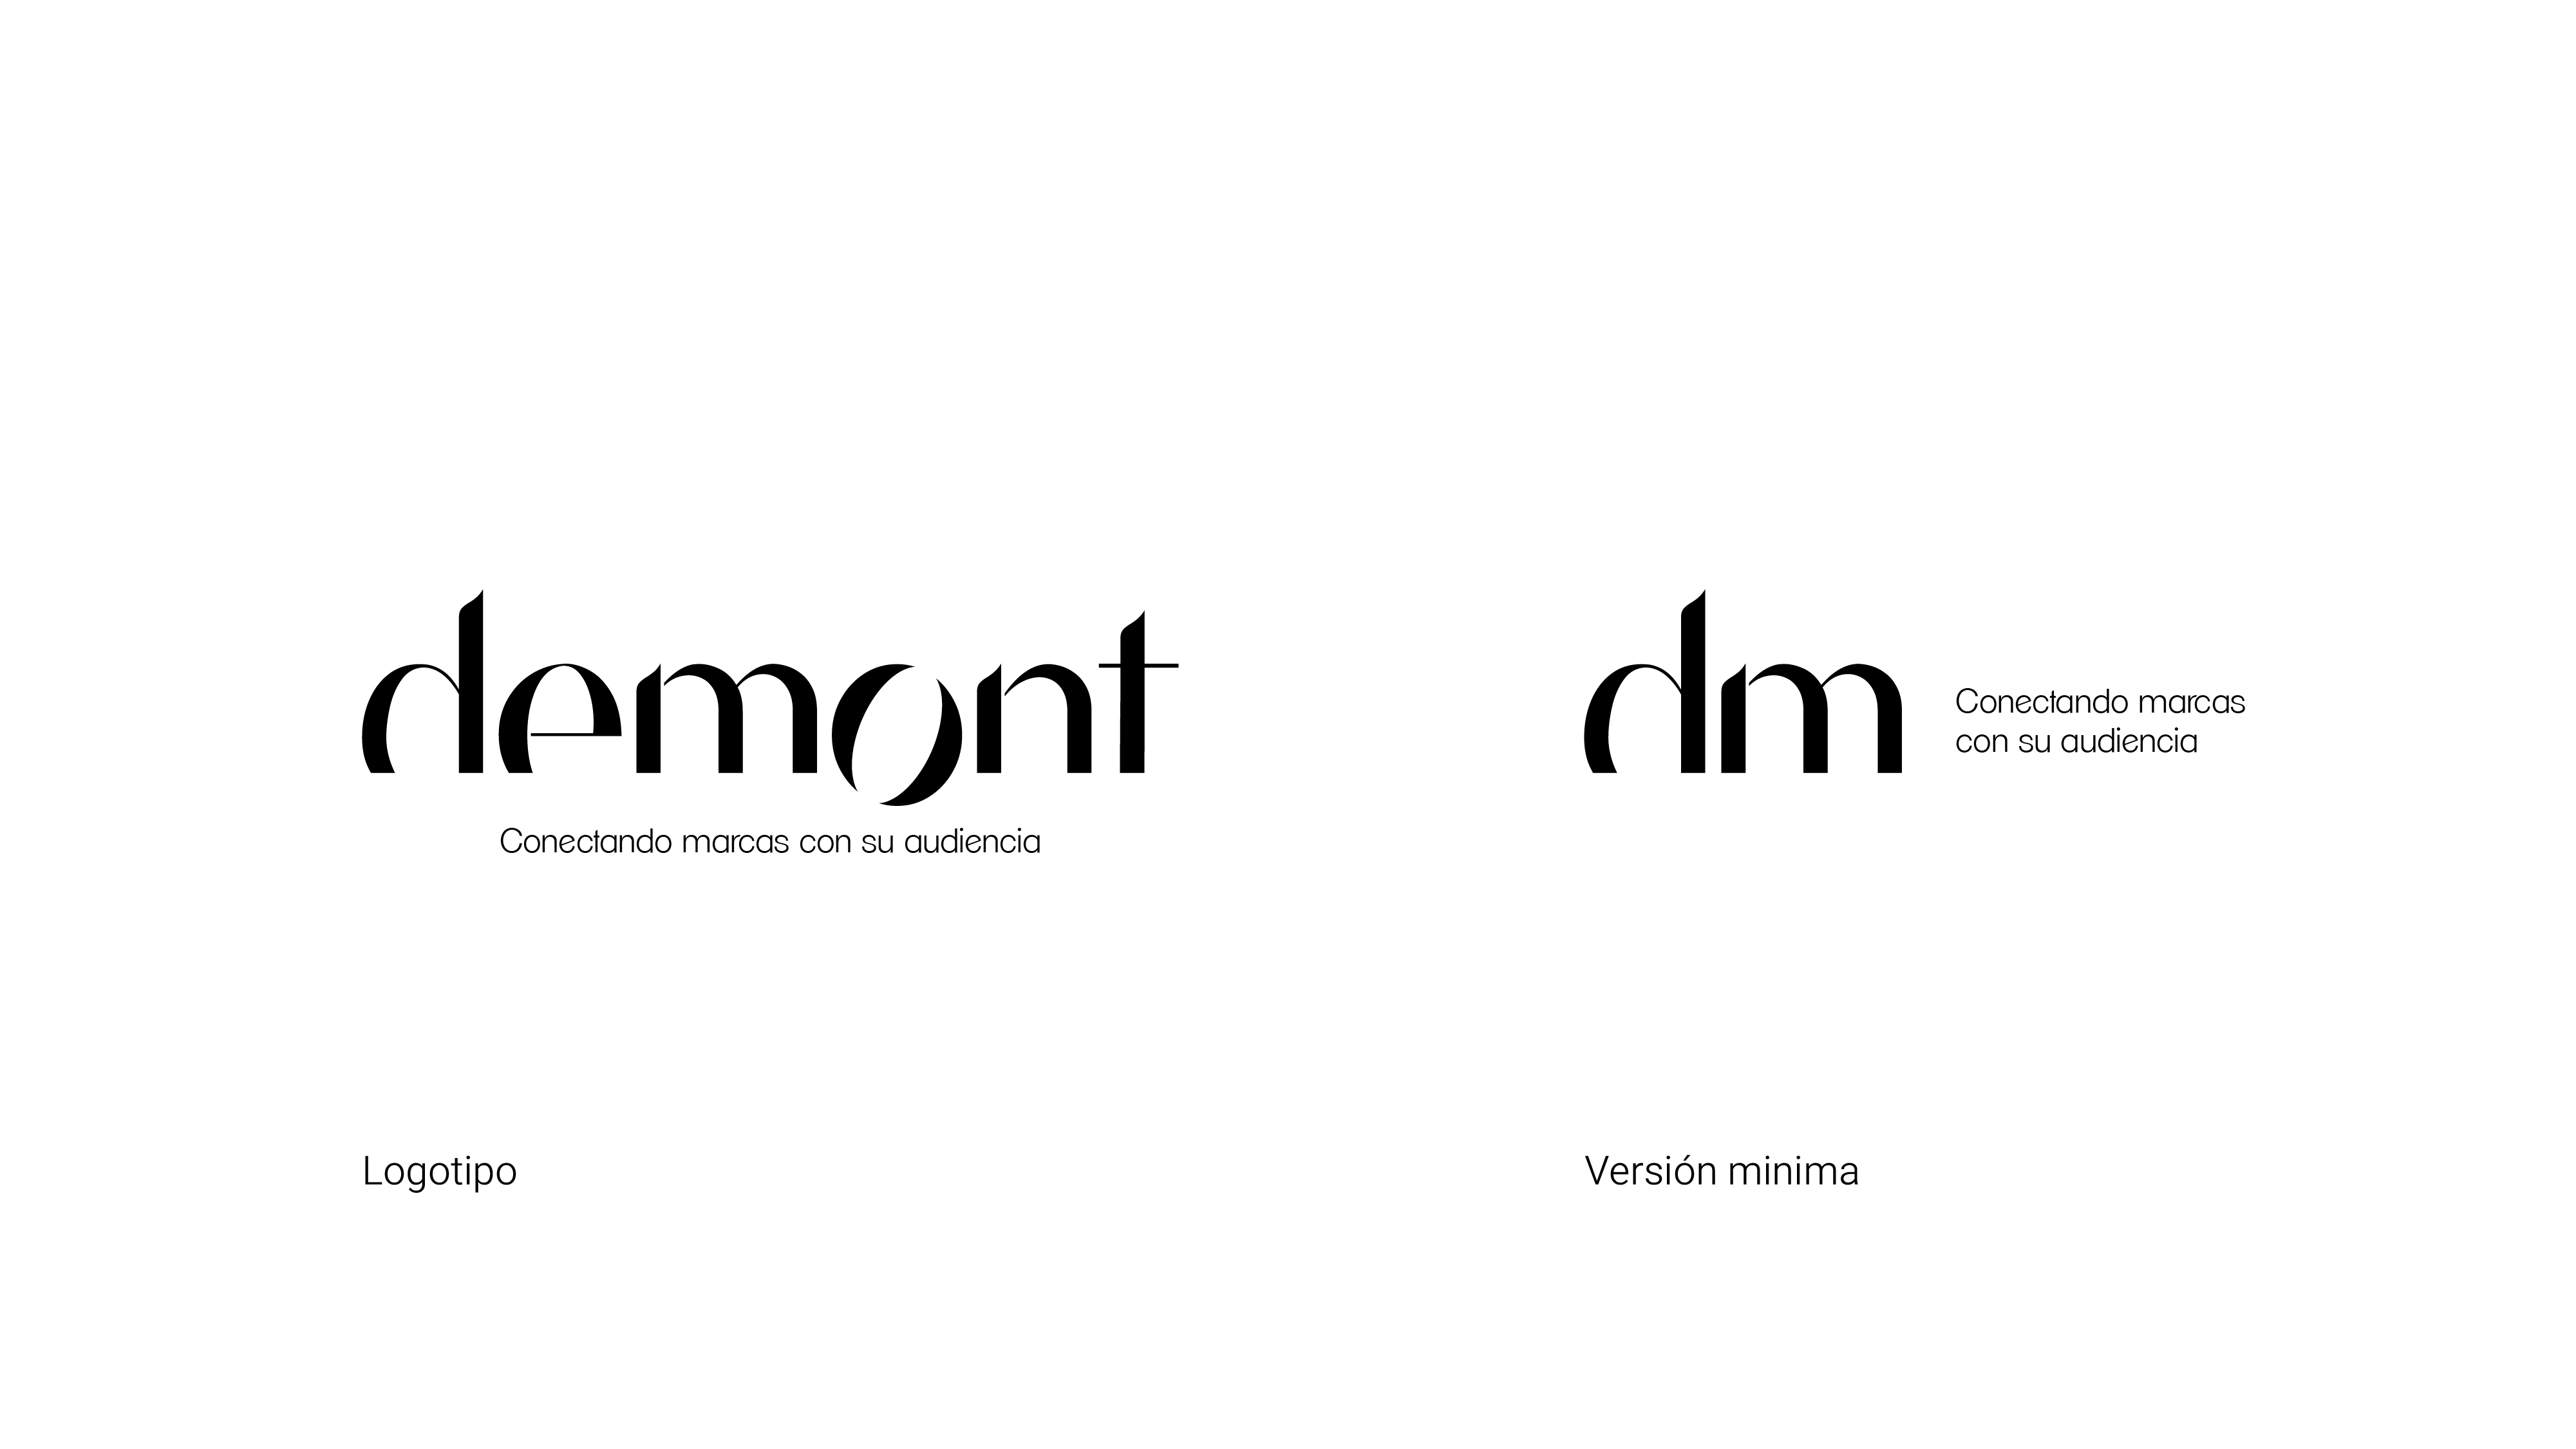 demont
Conectando marcas con su audiencia
dm
Conectando marcas
con su audiencia
Logotipo
Versión minima